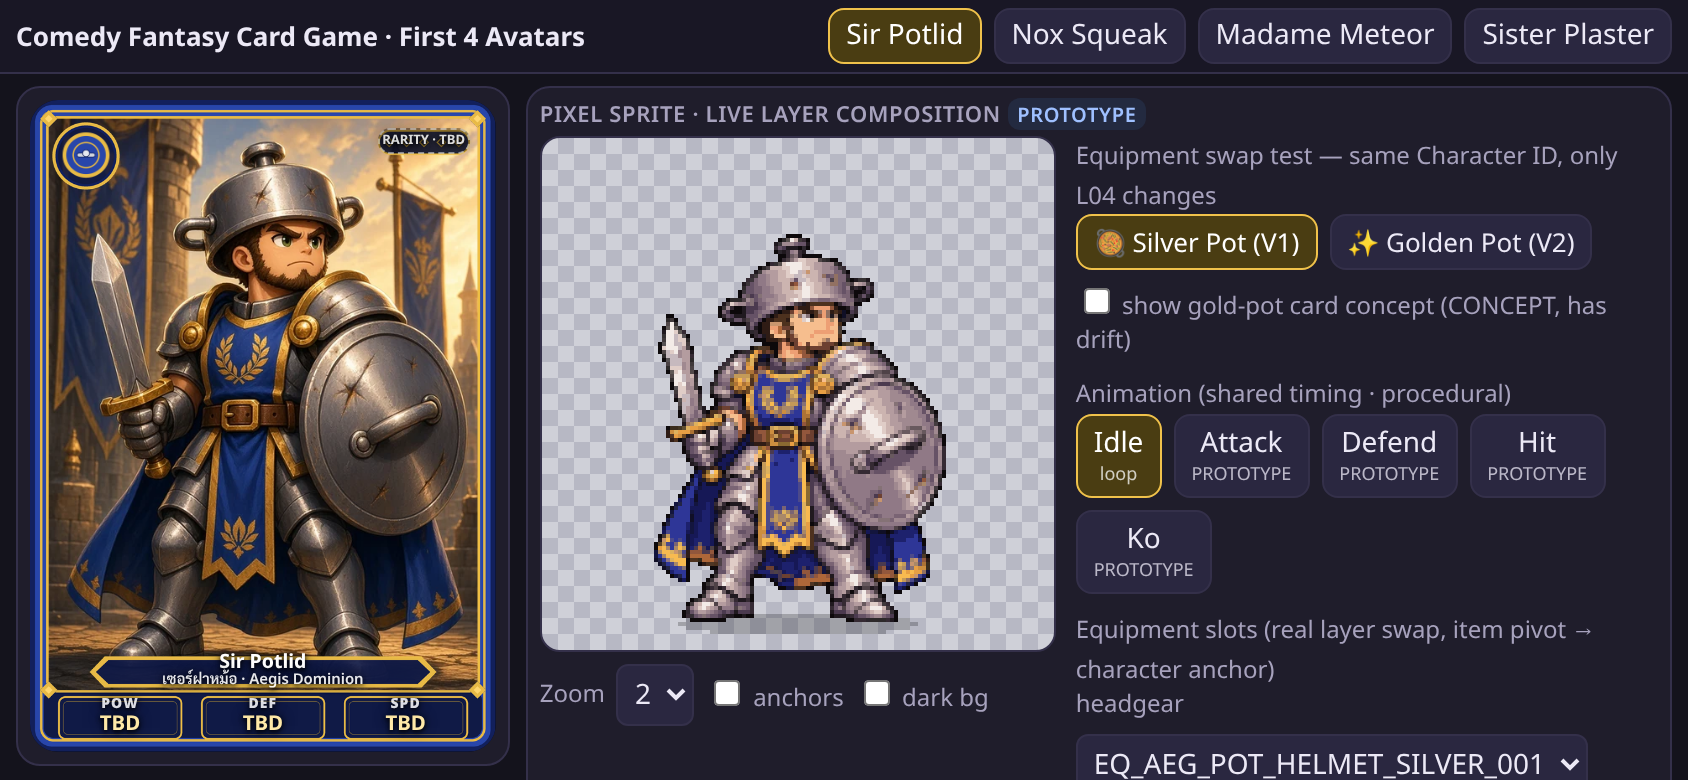 Comedy Fantasy Card Game · First 4 Avatars
Sir Potlid
Nox Squeak
Madame Meteor
Sister Plaster
RARITY · TBD
Sir Potlid
เซอร์ฝาหม้อ · Aegis Dominion
POW
TBD
DEF
TBD
SPD
TBD
PIXEL SPRITE · LIVE LAYER COMPOSITION PROTOTYPE
Zoom 2 anchors dark bg
Equipment swap test — same Character ID, only
L04 changes
🥘 Silver Pot (V1)
✨ Golden Pot (V2)
show gold-pot card concept (CONCEPT, has
drift)
Animation (shared timing · procedural)
Idle
loop
Attack
PROTOTYPE
Defend
PROTOTYPE
Hit
PROTOTYPE
Ko
PROTOTYPE
Equipment slots (real layer swap, item pivot →
character anchor)
headgear
EQ_AEG_POT_HELMET_SILVER_001